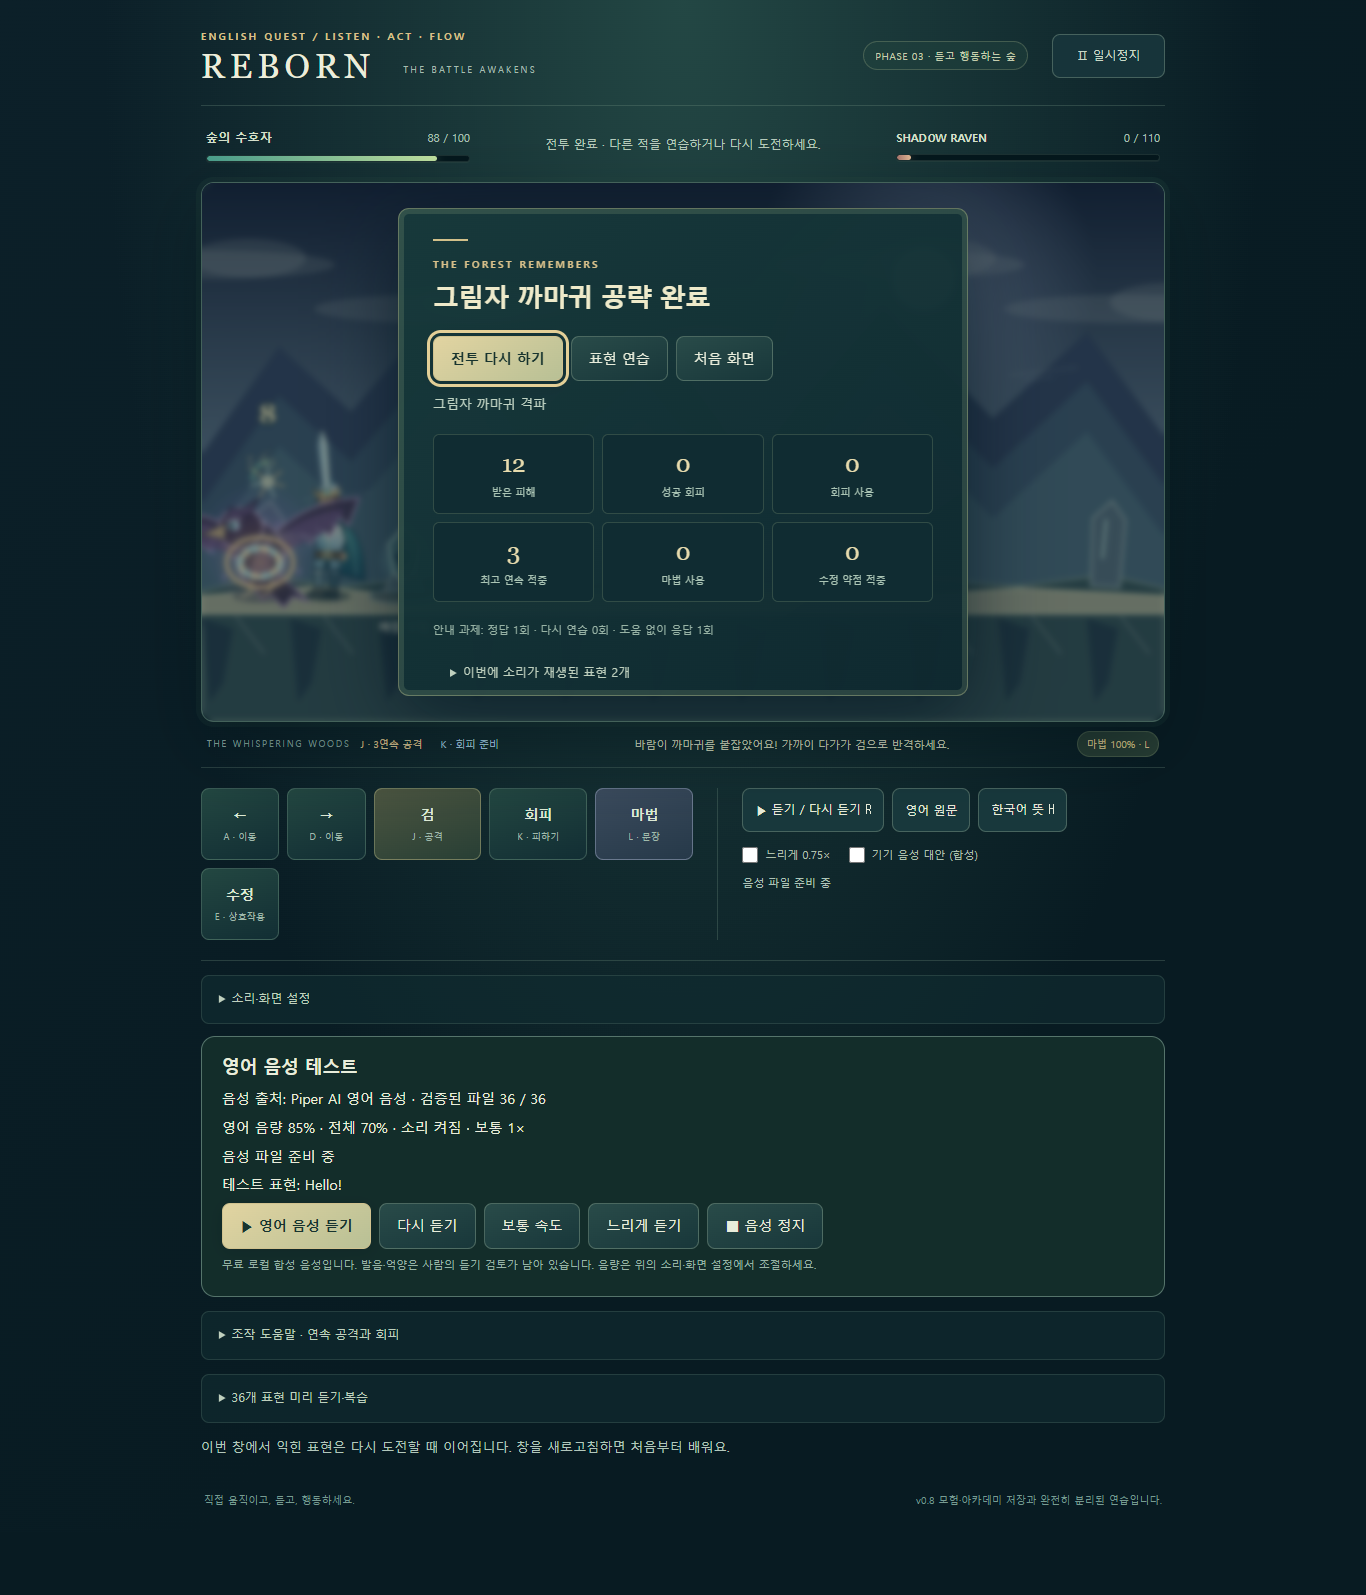 ENGLISH QUEST / LISTEN · ACT · FLOW
REBORN THE BATTLE AWAKENS
PHASE 03 · 듣고 행동하는 숲
Ⅱ 일시정지
숲의 수호자 88 / 100
전투 완료 · 다른 적을 연습하거나 다시 도전하세요.
SHADOW RAVEN 0 / 110
THE FOREST REMEMBERS
그림자 까마귀 공략 완료
전투 다시 하기 표현 연습 처음 화면
그림자 까마귀 격파
12 0 0
받은 피해 성공 회피 회피 사용
3 0 0
최고 연속 적중 마법 사용 수정 약점 적중
안내 과제: 정답 1회 · 다시 연습 0회 · 도움 없이 응답 1회
▶ 이번에 소리가 재생된 표현 2개
THE WHISPERING WOODS J · 3연속 공격 K · 회피 준비
바람이 까마귀를 붙잡았어요! 가까이 다가가 검으로 반격하세요.
마법 100% · L
← → 검 회피 마법
A · 이동 D · 이동 J · 공격 K · 피하기 L · 문장
수정
E · 상호작용
▶ 듣기 / 다시 듣기 R 영어 원문 한국어 뜻 H
느리게 0.75× 기기 음성 대안 (합성)
음성 파일 준비 중
▶ 소리·화면 설정
영어 음성 테스트
음성 출처: Piper AI 영어 음성 · 검증된 파일 36 / 36
영어 음량 85% · 전체 70% · 소리 켜짐 · 보통 1×
음성 파일 준비 중
테스트 표현: Hello!
▶ 영어 음성 듣기 다시 듣기 보통 속도 느리게 듣기 ■ 음성 정지
무료 로컬 합성 음성입니다. 발음·억양은 사람의 듣기 검토가 남아 있습니다. 음량은 위의 소리·화면 설정에서 조절하세요.
▶ 조작 도움말 · 연속 공격과 회피
▶ 36개 표현 미리 듣기·복습
이번 창에서 익힌 표현은 다시 도전할 때 이어집니다. 창을 새로고침하면 처음부터 배워요.
직접 움직이고, 듣고, 행동하세요.
v0.8 모험·아카데미 저장과 완전히 분리된 연습입니다.